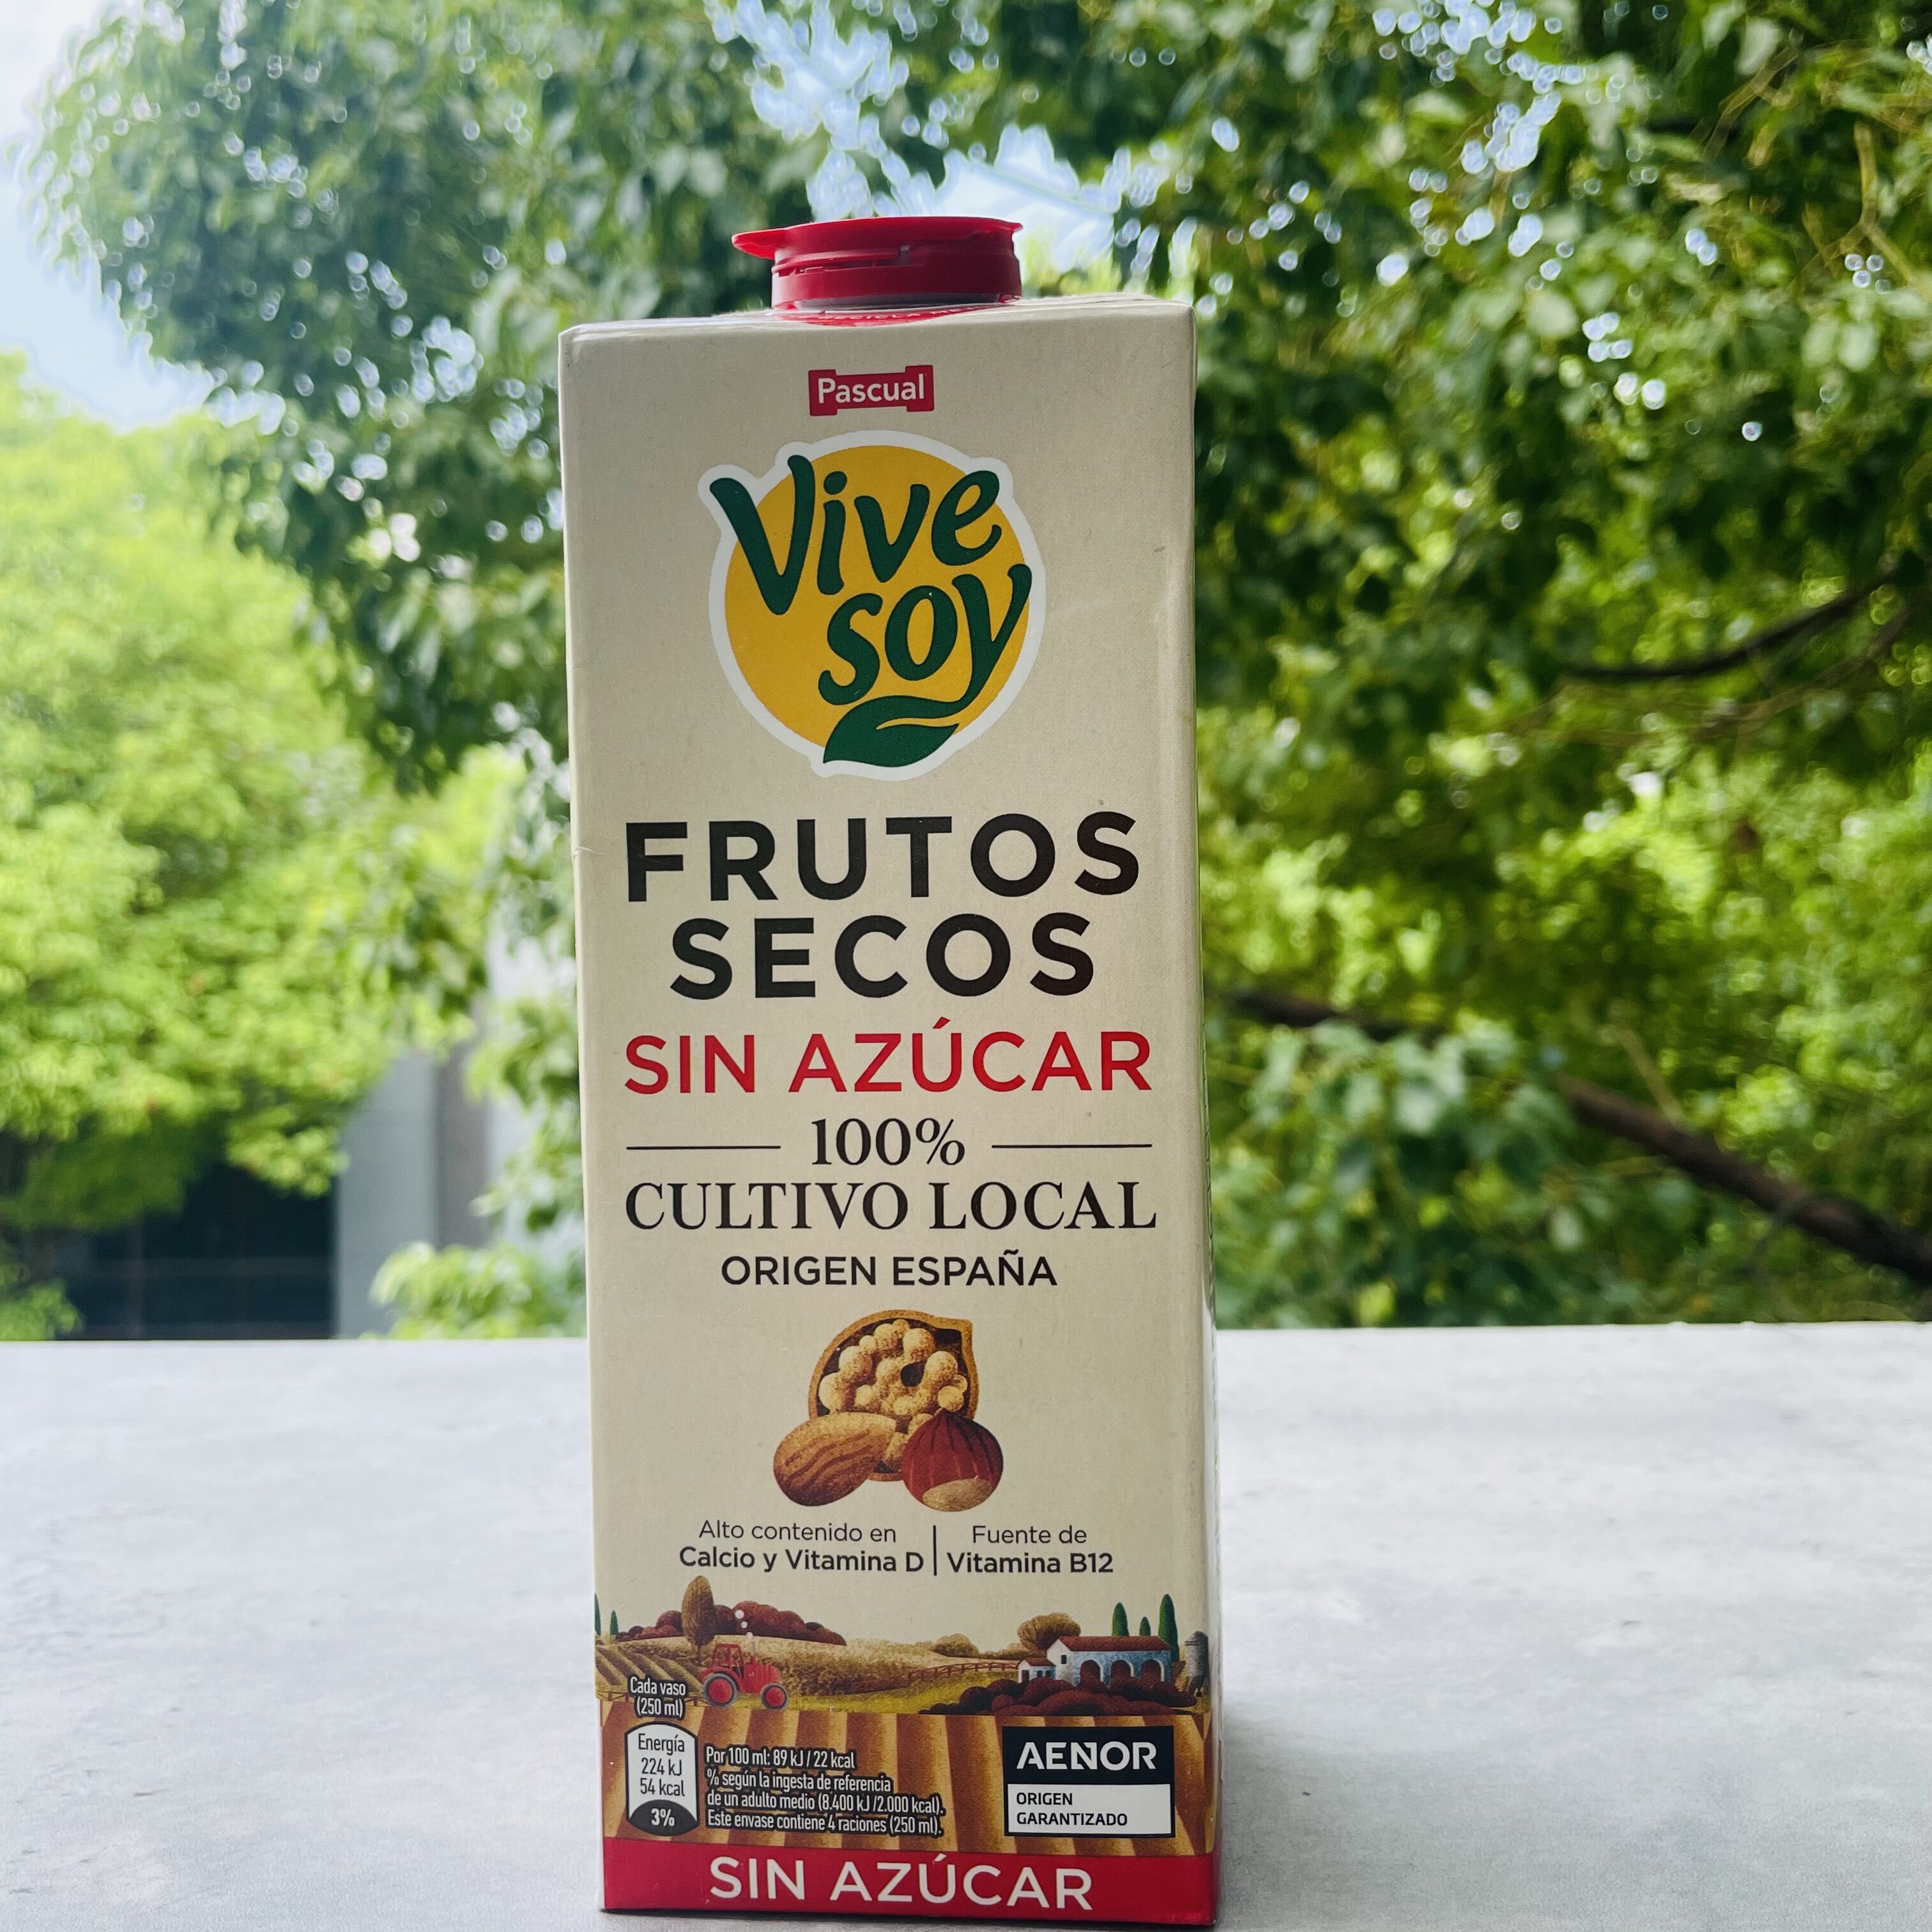 Pascual
Vive
soy
FRUTOS
SECOS
SIN AZÚCAR
100%
CULTIVO LOCAL
ORIGEN ESPAÑA
Alto contenido en
Calcio y Vitamina D
Fuente de
Vitamina B12
Cada vaso
(250 ml)
Energía
224 kJ
54 kcal
3%
Por 100 ml: 89 kJ / 22 kcal
% según la ingesta de referencia
de un adulto medio (8.400 kJ /2.000 kcal).
Este envase contiene 4 raciones (250 ml).
AENOR
ORIGEN
GARANTIZADO
SIN AZÚCAR